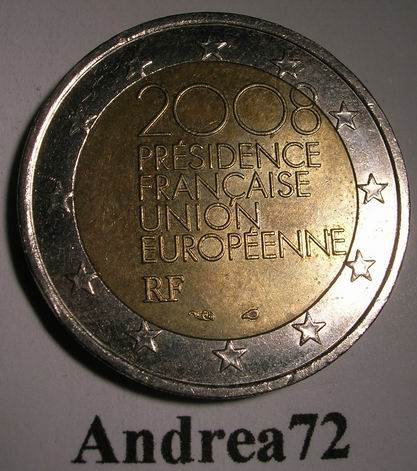 2008
PRÉSIDENCE
FRANÇAISE
UNION
EUROPÉENNE
RF
Andrea72